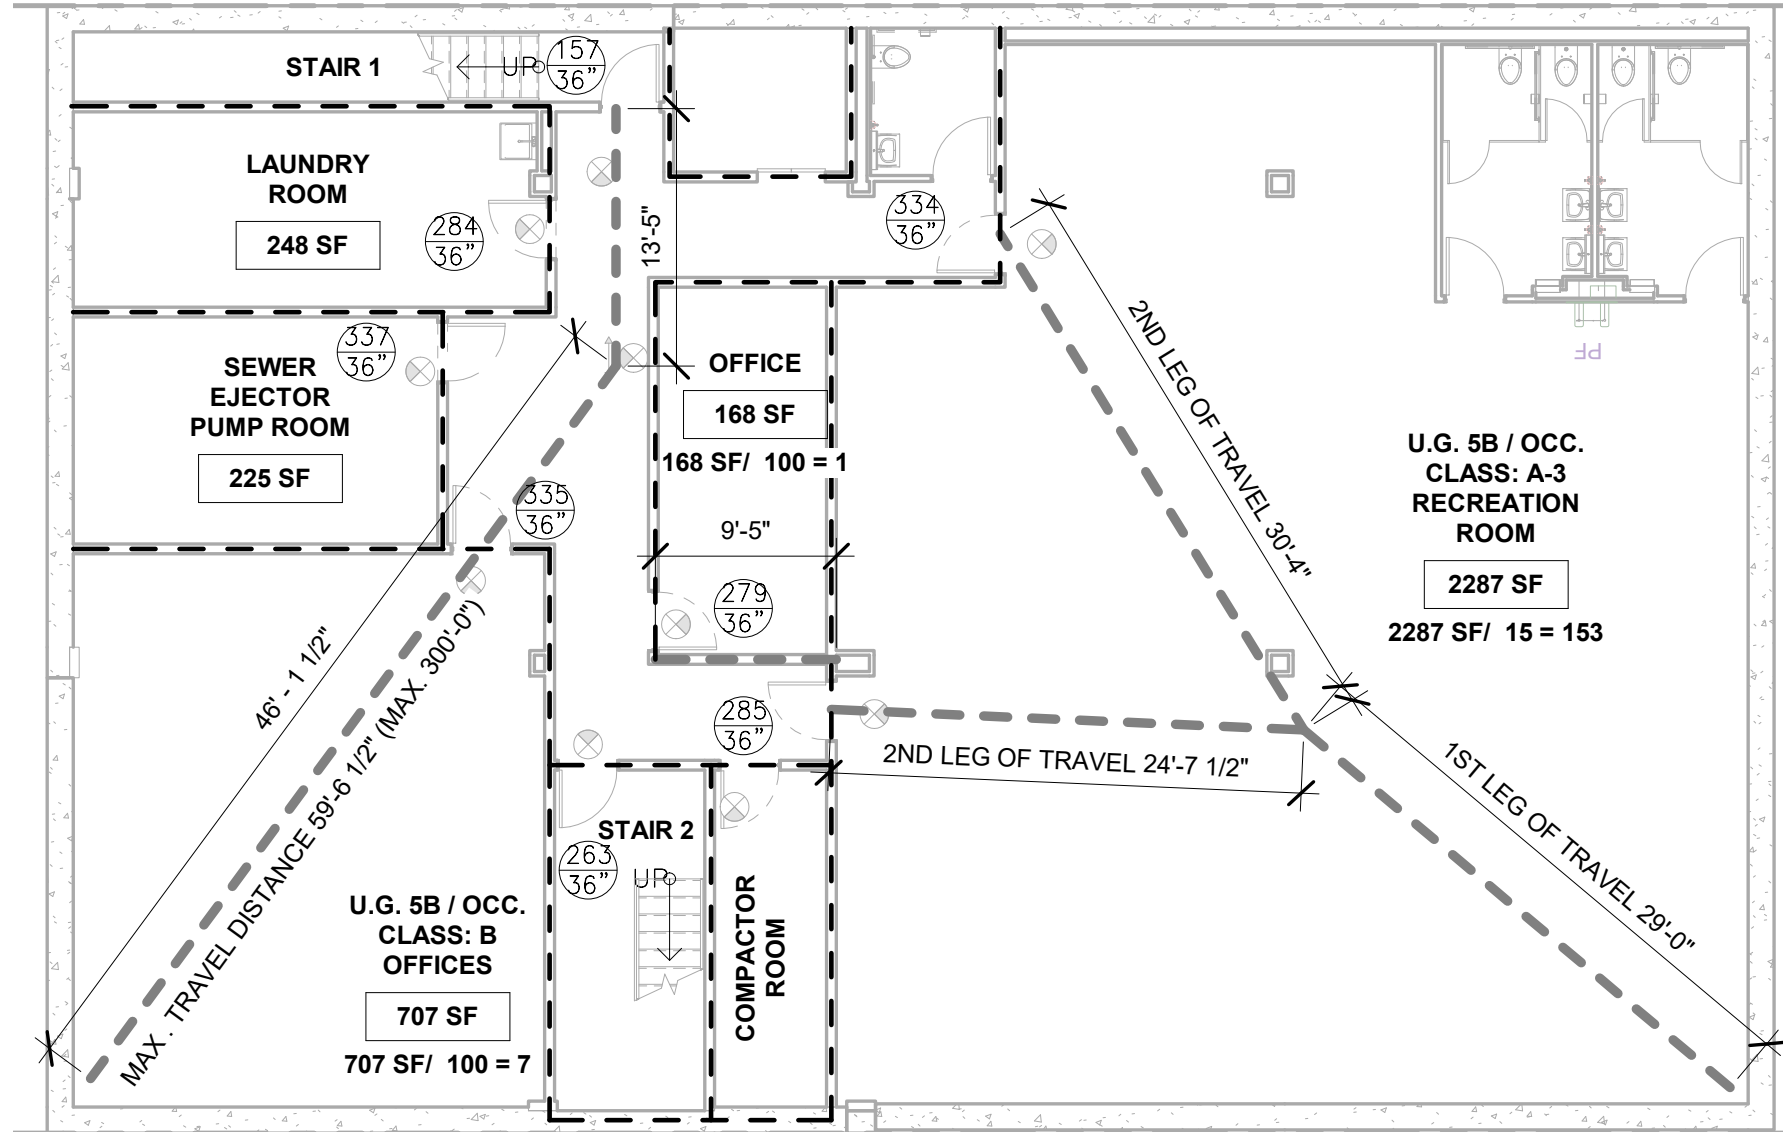 STAIR 1
UP
157
36”
LAUNDRY
ROOM
248 SF
284
36”
13'-5"
334
36”
337
36”
SEWER
EJECTOR
PUMP ROOM
225 SF
335
36”
OFFICE
168 SF
168 SF/ 100 = 1
9'-5"
279
36”
285
36”
2ND LEG OF TRAVEL 30'-4"
PF
U.G. 5B / OCC.
CLASS: A-3
RECREATION
ROOM
2287 SF
2287 SF/ 15 = 153
46' - 1 1/2"
MAX. TRAVEL DISTANCE 59'-6 1/2" (MAX. 300'-0")
2ND LEG OF TRAVEL 24'-7 1/2"
1ST LEG OF TRAVEL 29'-0"
STAIR 2
263
36”
UP
COMPACTOR
ROOM
U.G. 5B / OCC.
CLASS: B
OFFICES
707 SF
707 SF/ 100 = 7